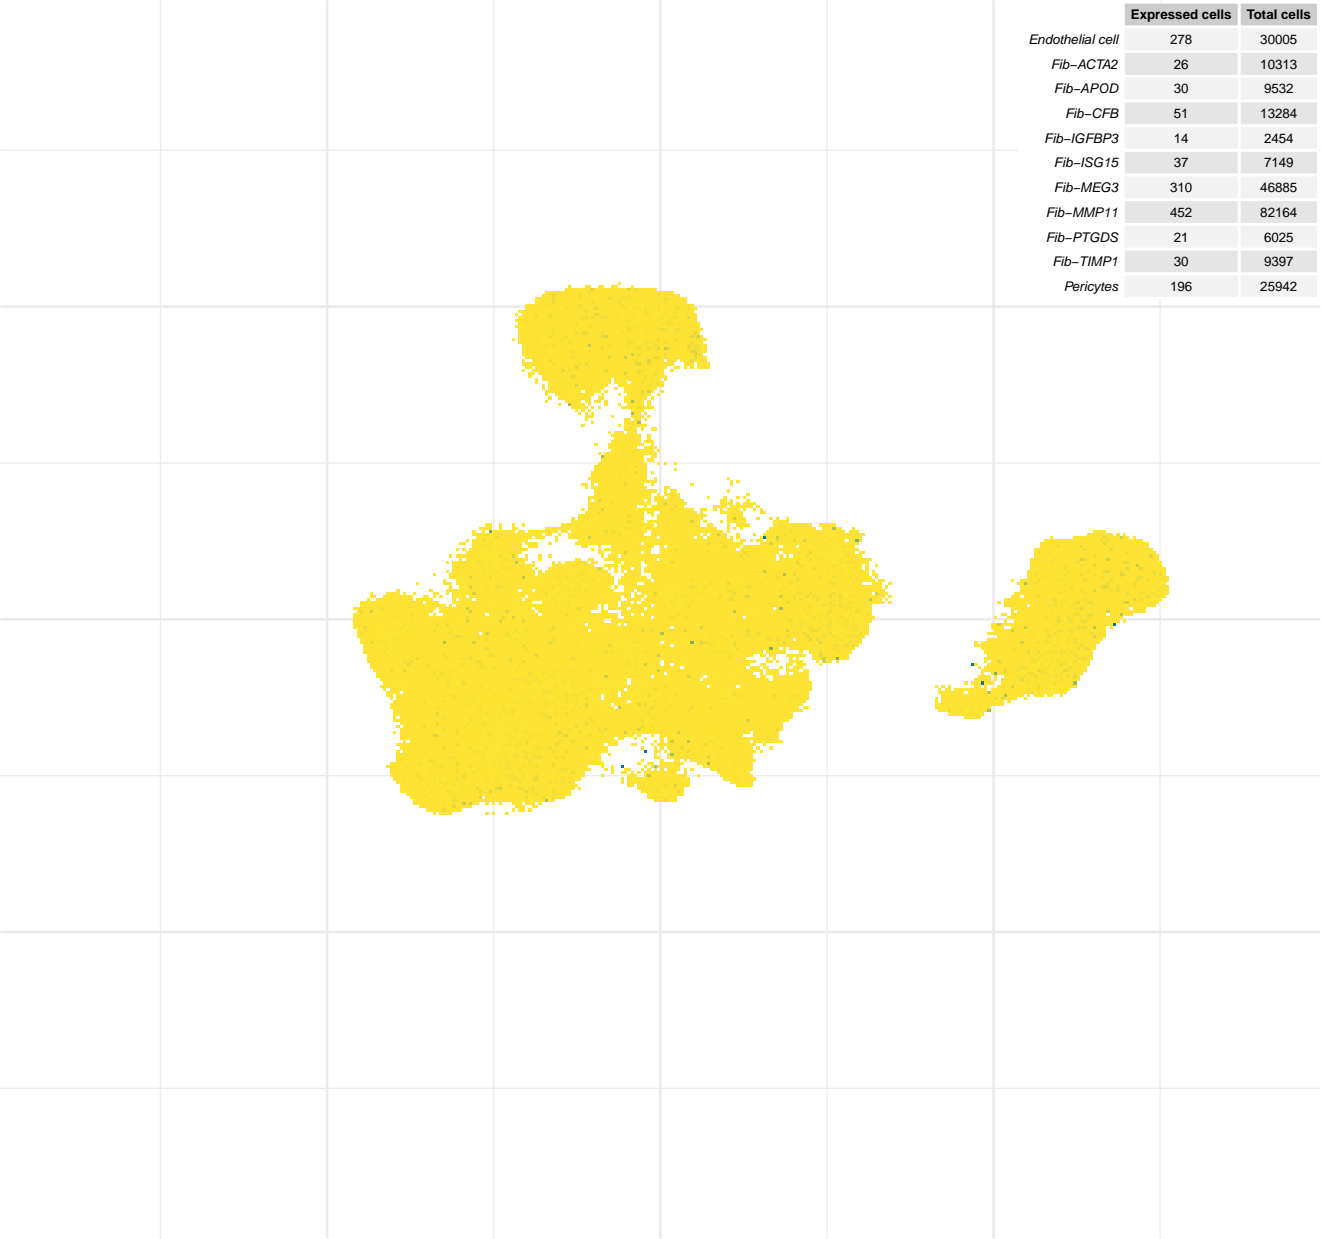 Expressed cells Total cells
Endothelial cell 278 30005
Fib−ACTA2 26 10313
Fib−APOD 30 9532
Fib−CFB 51 13284
Fib−IGFBP3 14 2454
Fib−ISG15 37 7149
Fib−MEG3 310 46885
Fib−MMP11 452 82164
Fib−PTGDS 21 6025
Fib−TIMP1 30 9397
Pericytes 196 25942